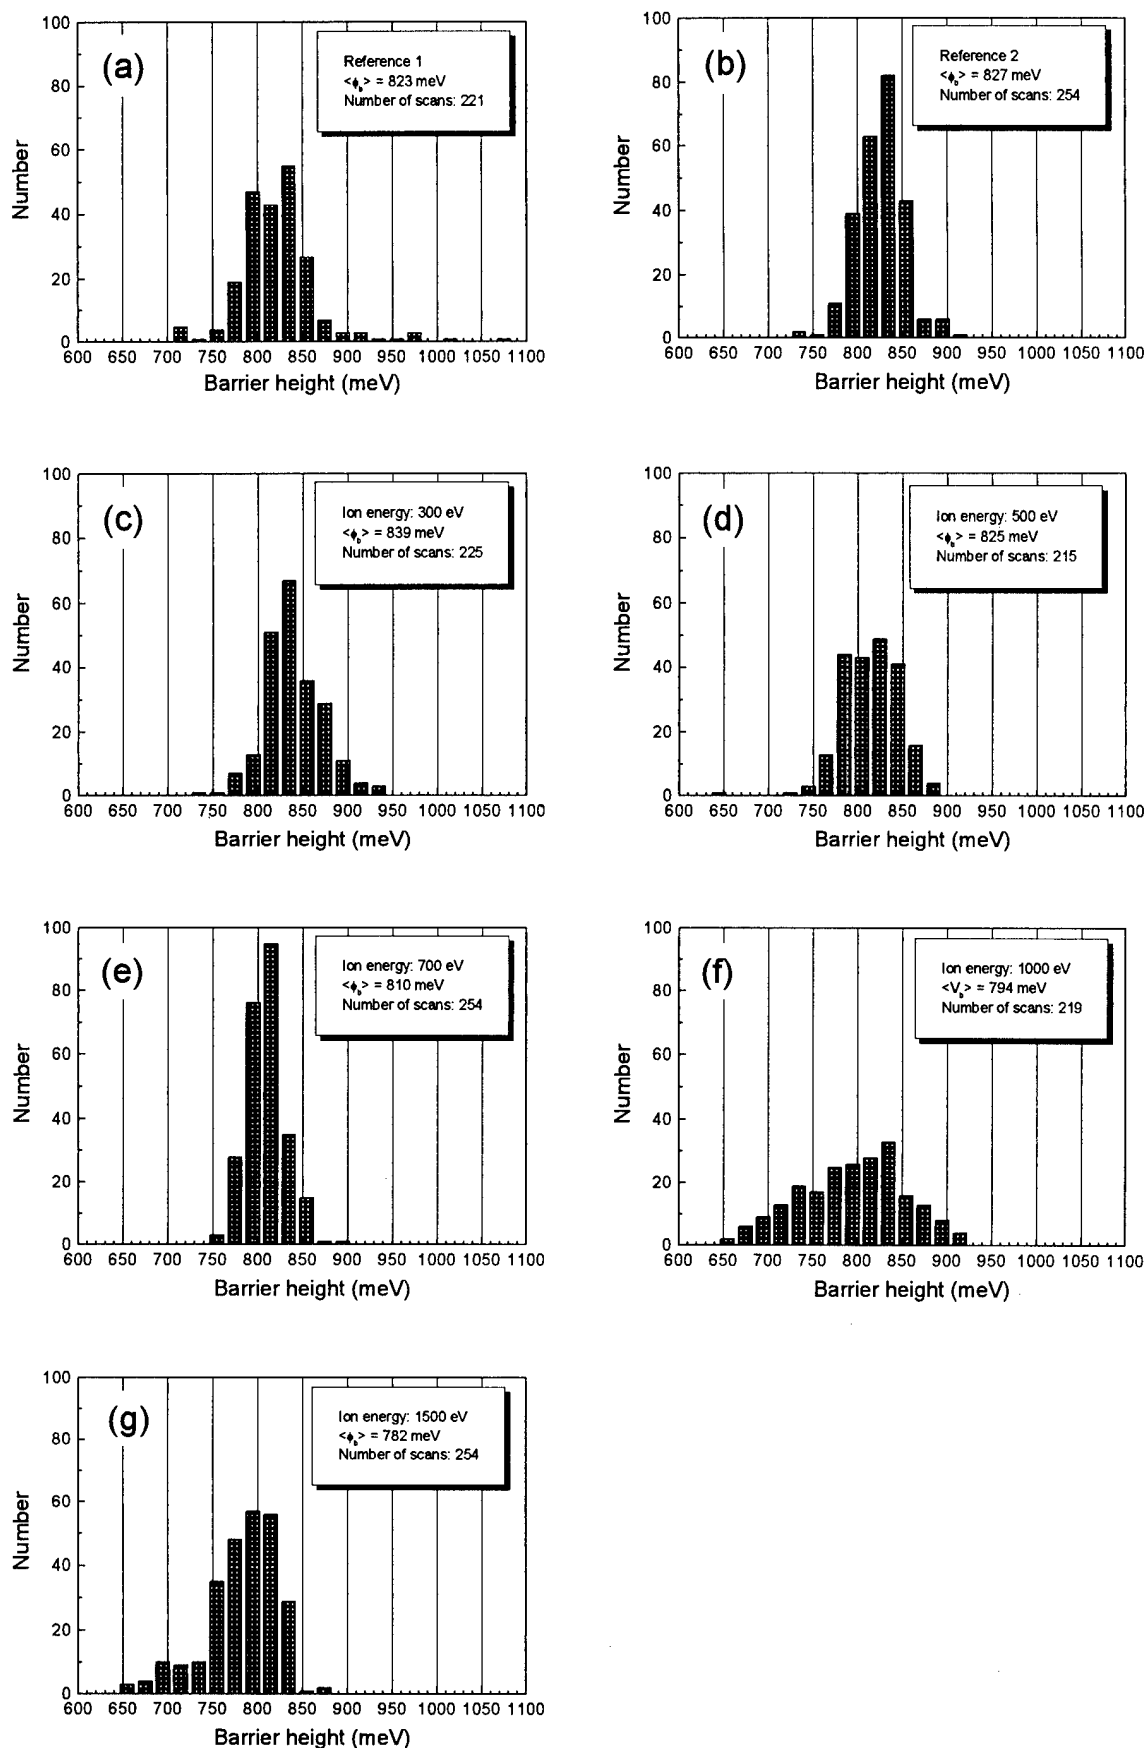 (a)
Reference 1
<ϕb> = 823 meV
Number of scans: 221
Number
100
80
60
40
20
0
600 650 700 750 800 850 900 950 1000 1050 1100
Barrier height (meV)
(b)
Reference 2
<ϕb> = 827 meV
Number of scans: 254
Number
100
80
60
40
20
0
600 650 700 750 800 850 900 950 1000 1050 1100
Barrier height (meV)
(c)
Ion energy: 300 eV
<ϕb> = 839 meV
Number of scans: 225
Number
100
80
60
40
20
0
600 650 700 750 800 850 900 950 1000 1050 1100
Barrier height (meV)
(d)
Ion energy: 500 eV
<ϕb> = 825 meV
Number of scans: 215
Number
100
80
60
40
20
0
600 650 700 750 800 850 900 950 1000 1050 1100
Barrier height (meV)
(e)
Ion energy: 700 eV
<ϕb> = 810 meV
Number of scans: 254
Number
100
80
60
40
20
0
600 650 700 750 800 850 900 950 1000 1050 1100
Barrier height (meV)
(f)
Ion energy: 1000 eV
<Vb> = 794 meV
Number of scans: 219
Number
100
80
60
40
20
0
600 650 700 750 800 850 900 950 1000 1050 1100
Barrier height (meV)
(g)
Ion energy: 1500 eV
<ϕb> = 782 meV
Number of scans: 254
Number
100
80
60
40
20
0
600 650 700 750 800 850 900 950 1000 1050 1100
Barrier height (meV)